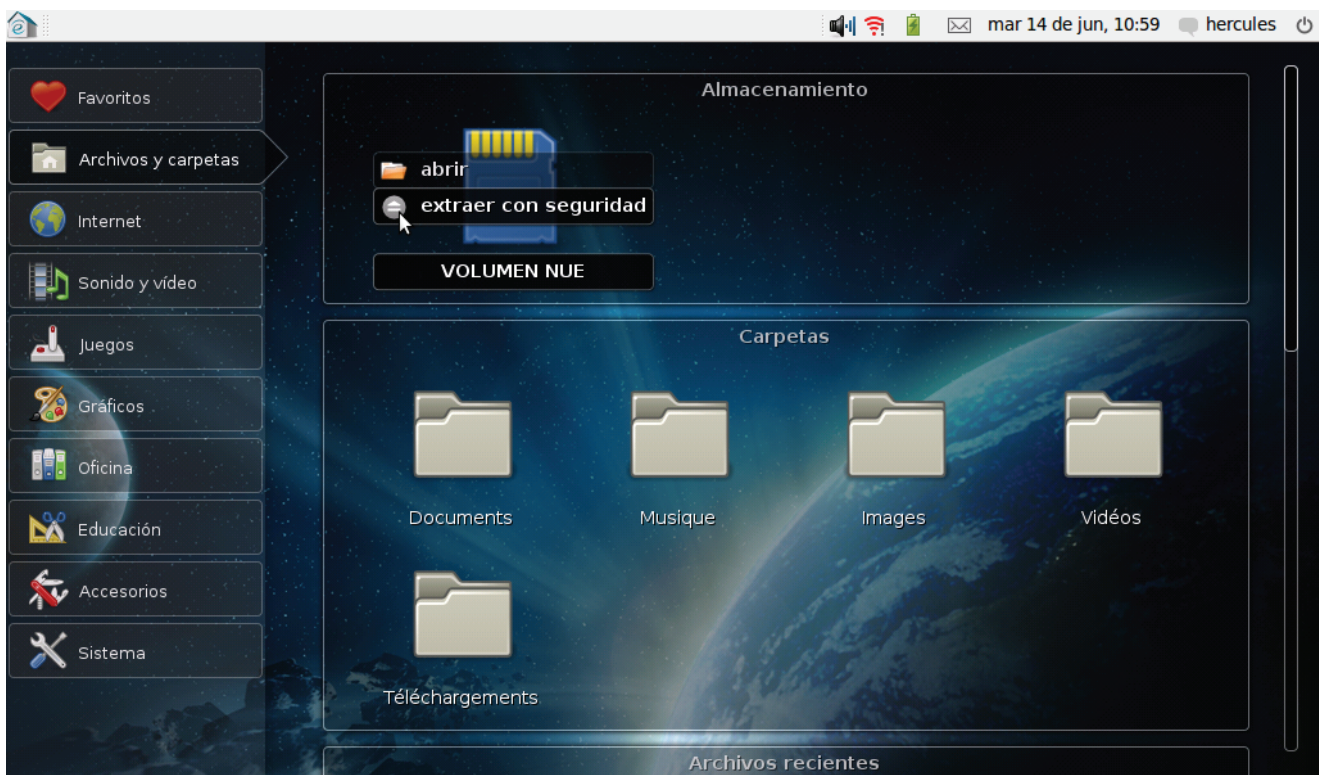 mar 14 de jun, 10:59 hercules
Favoritos
Archivos y carpetas
Internet
Sonido y vídeo
Juegos
Gráficos
Oficina
Educación
Accesorios
Sistema
Almacenamiento
abrir
extraer con seguridad
VOLUMEN NUE
Carpetas
Documents Musique Images Vidéos
Téléchargements
Archivos recientes